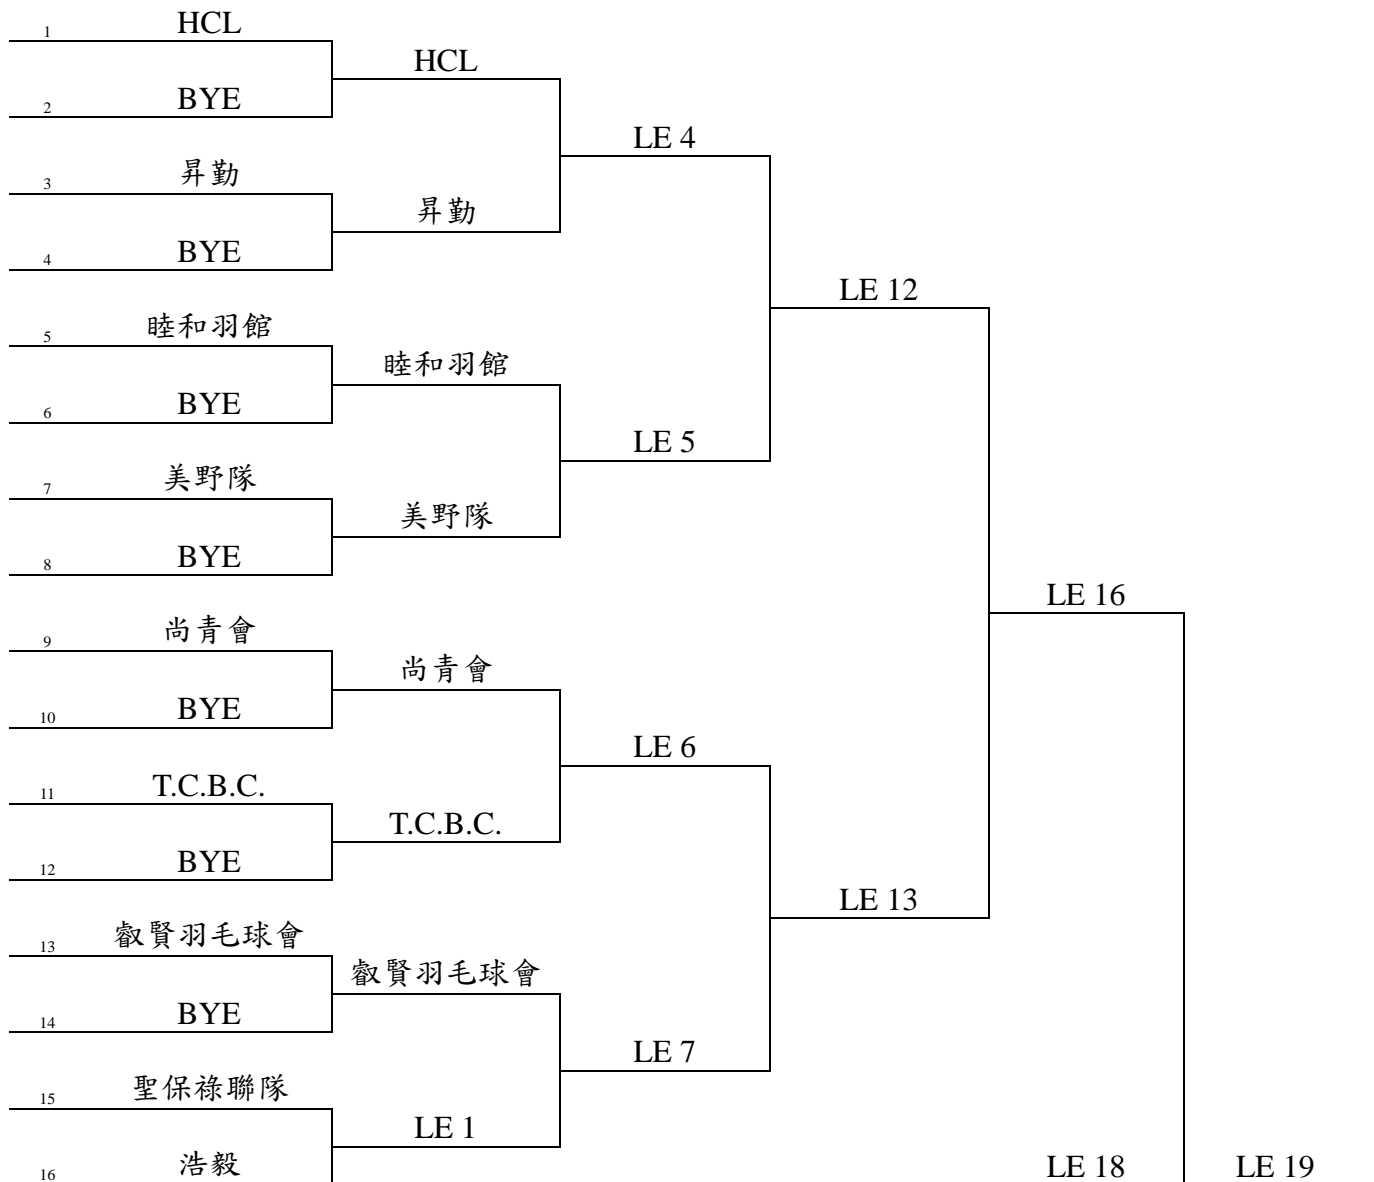 1 HCL
HCL
2 BYE
LE 4
3 昇勤
昇勤
4 BYE
LE 12
5 睦和羽館
睦和羽館
6 BYE
LE 5
7 美野隊
美野隊
8 BYE
LE 16
9 尚青會
尚青會
10 BYE
LE 6
11 T.C.B.C.
T.C.B.C.
12 BYE
LE 13
13 叡賢羽毛球會
叡賢羽毛球會
14 BYE
LE 7
15 聖保祿聯隊
LE 1
16 浩毅
LE 18
LE 19